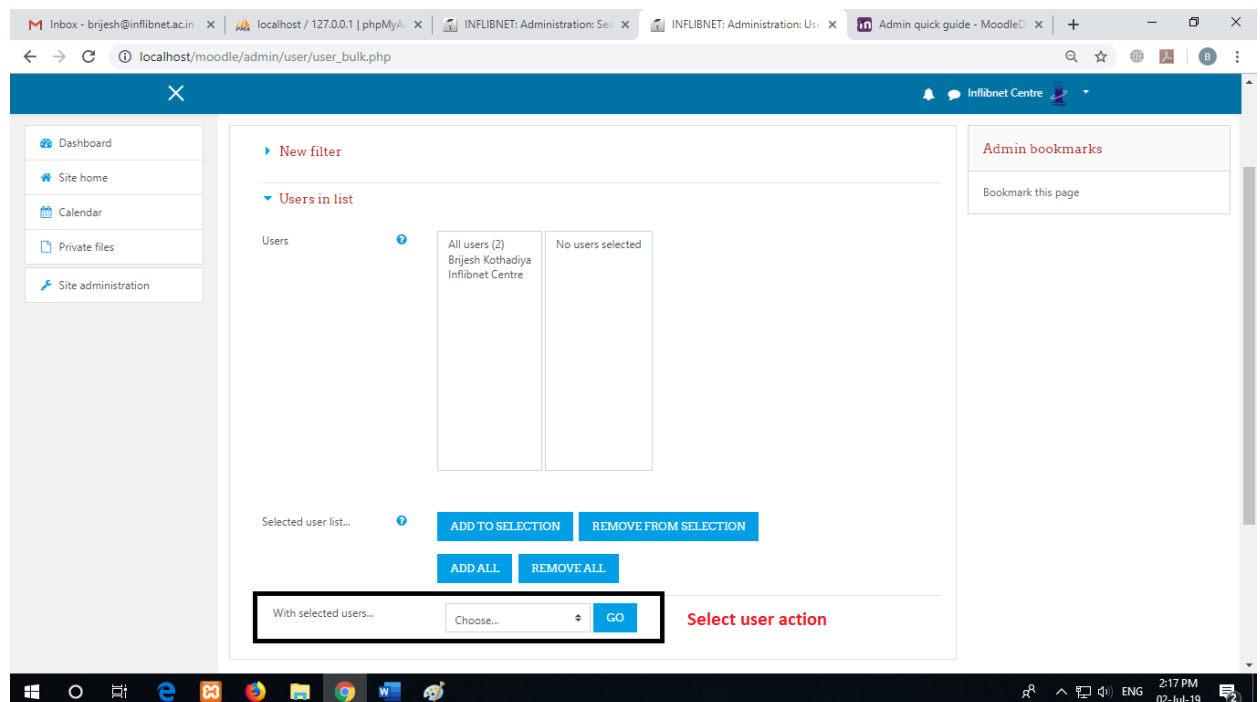 Inbox - brijesh@inflibnet.ac.in
localhost / 127.0.0.1 | phpMyA
INFLIBNET: Administration: Sea
INFLIBNET: Administration: Use
Admin quick guide - MoodleD
localhost/moodle/admin/user/user_bulk.php
B
Inflibnet Centre
Dashboard
Site home
Calendar
Private files
Site administration
New filter
Users in list
Users
All users (2)
Brijesh Kothadiya
Inflibnet Centre
No users selected
Selected user list...
ADD TO SELECTION REMOVE FROM SELECTION
ADD ALL REMOVE ALL
With selected users...
Choose...
GO
Select user action
Admin bookmarks
Bookmark this page
ENG
2:17 PM
02-Jul-19
2